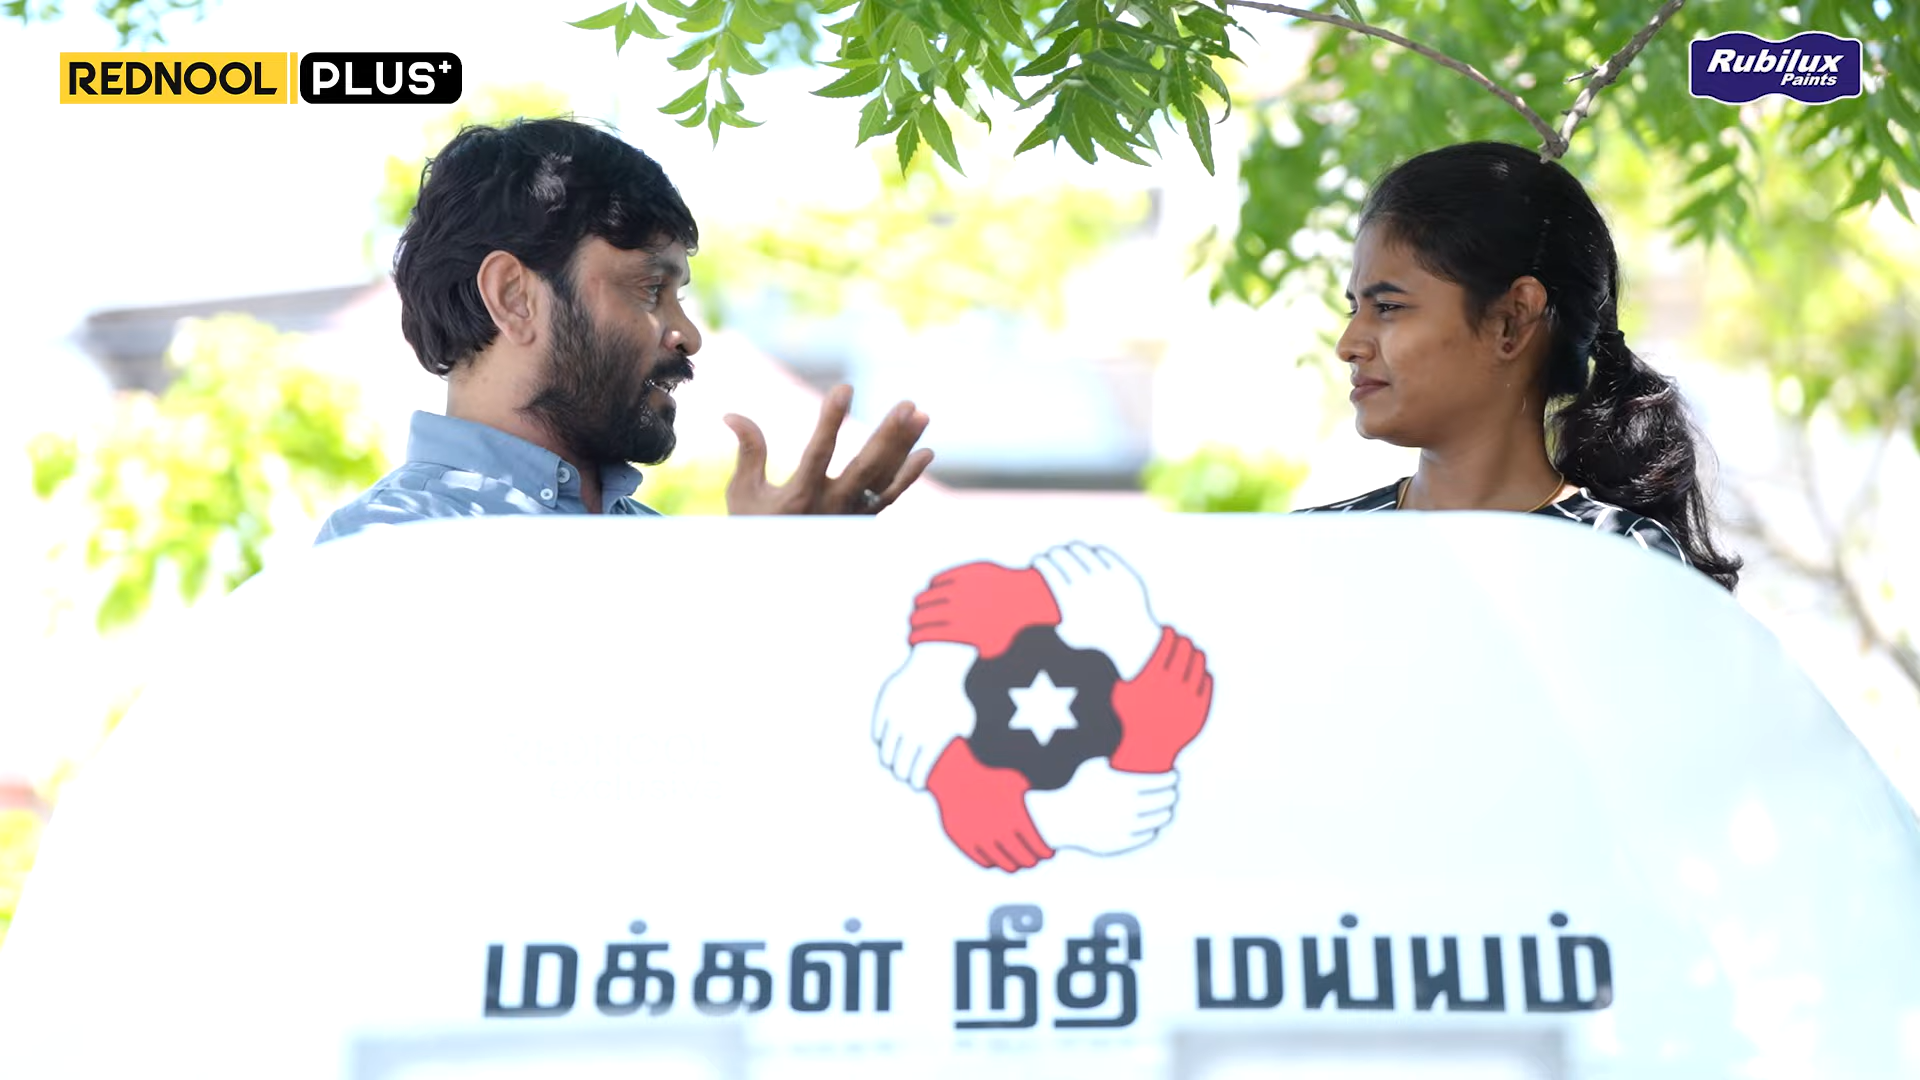 REDNOOL PLUS+
Rubilux
Paints
மக்கள் நீதி மய்யம்